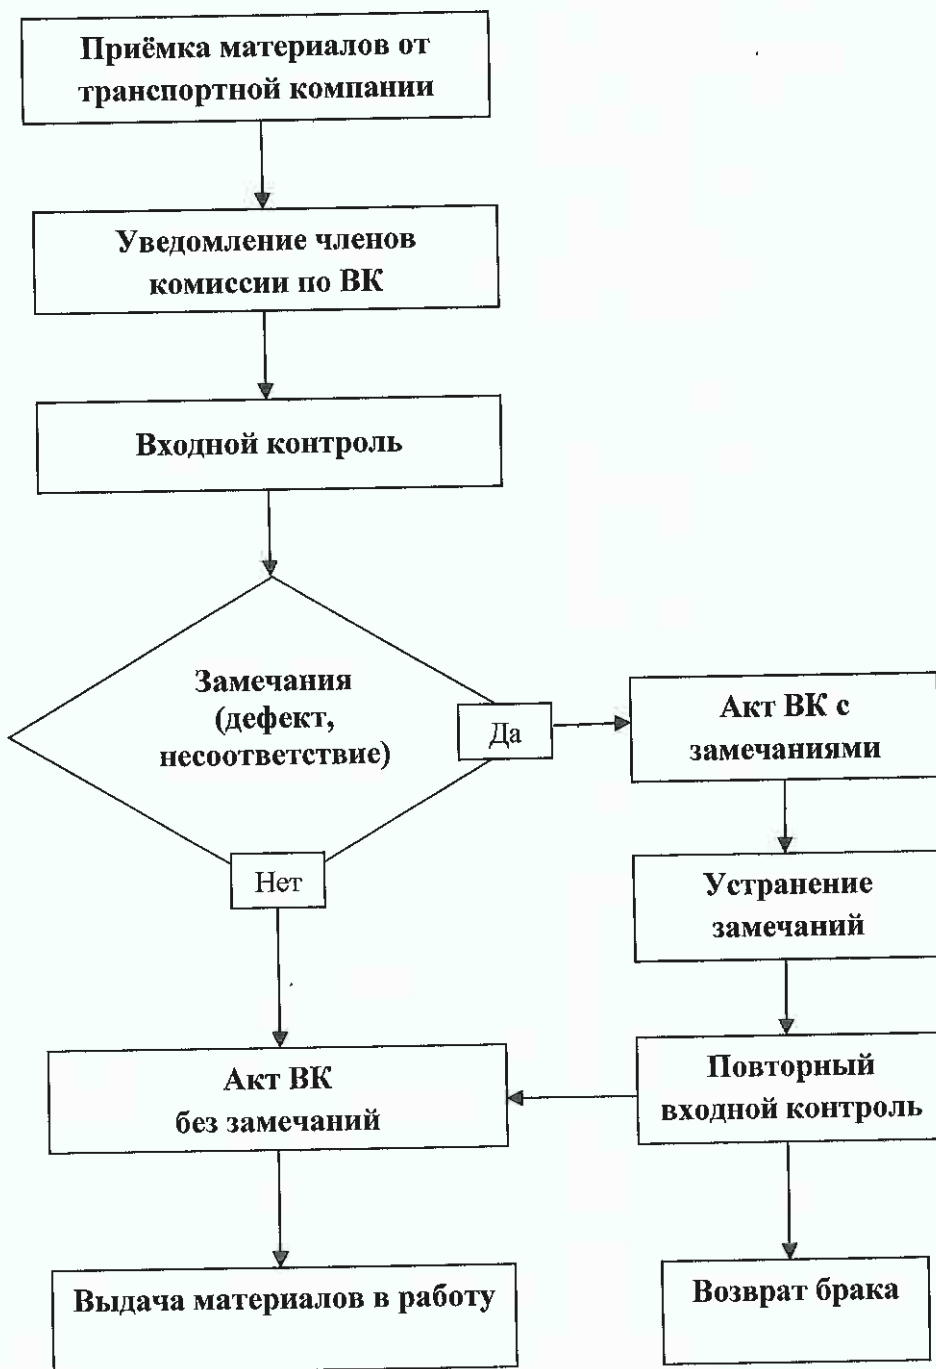 Приёмка материалов от
транспортной компании
Уведомление членов
комиссии по ВК
Входной контроль
Замечания
(дефект,
несоответствие)
Да
Акт ВК с
замечаниями
Устранение
замечаний
Нет
Повторный
входной контроль
Акт ВК
без замечаний
Выдача материалов в работу
Возврат брака